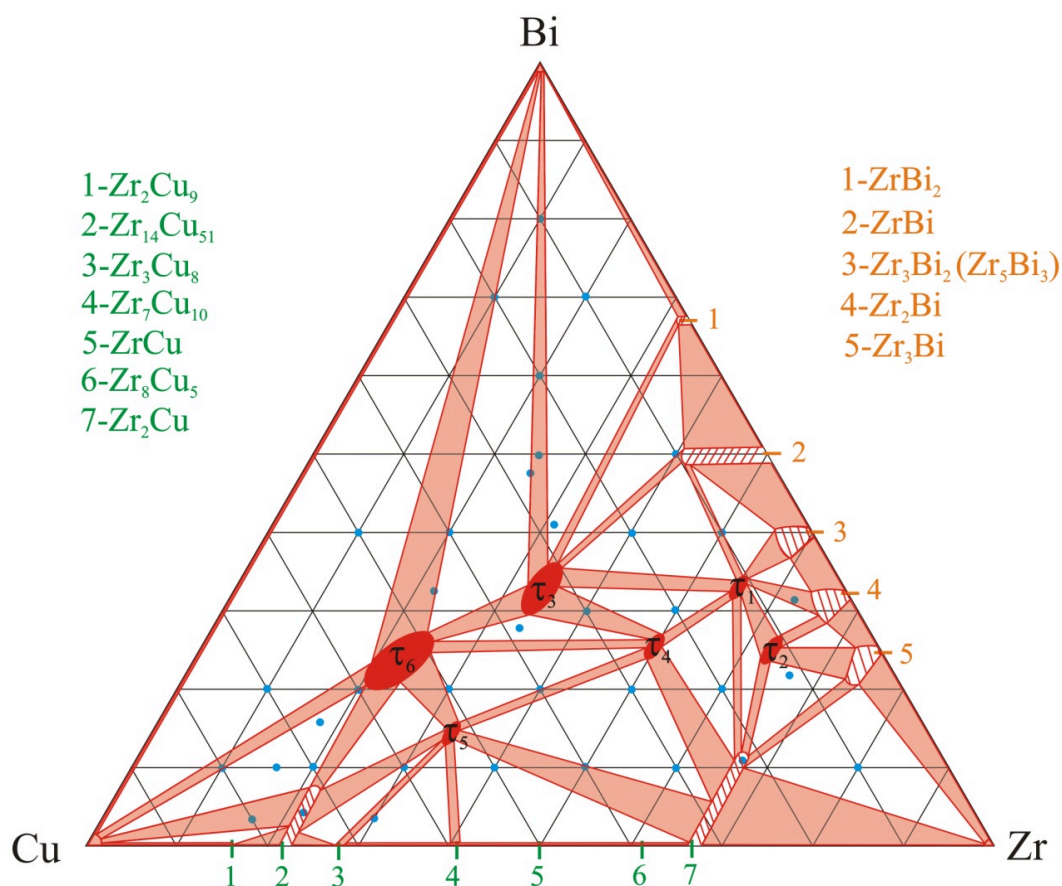 Bi
1-Zr₂Cu₉
2-Zr₁₄Cu₅₁
3-Zr₃Cu₈
4-Zr₇Cu₁₀
5-ZrCu
6-Zr₈Cu₅
7-Zr₂Cu
1-ZrBi₂
2-ZrBi
3-Zr₃Bi₂ (Zr₅Bi₃)
4-Zr₂Bi
5-Zr₃Bi
1
2
3
4
5
τ₁
τ₃
τ₄
τ₂
τ₆
τ₅
Cu
Zr
1 2 3 4 5 6 7